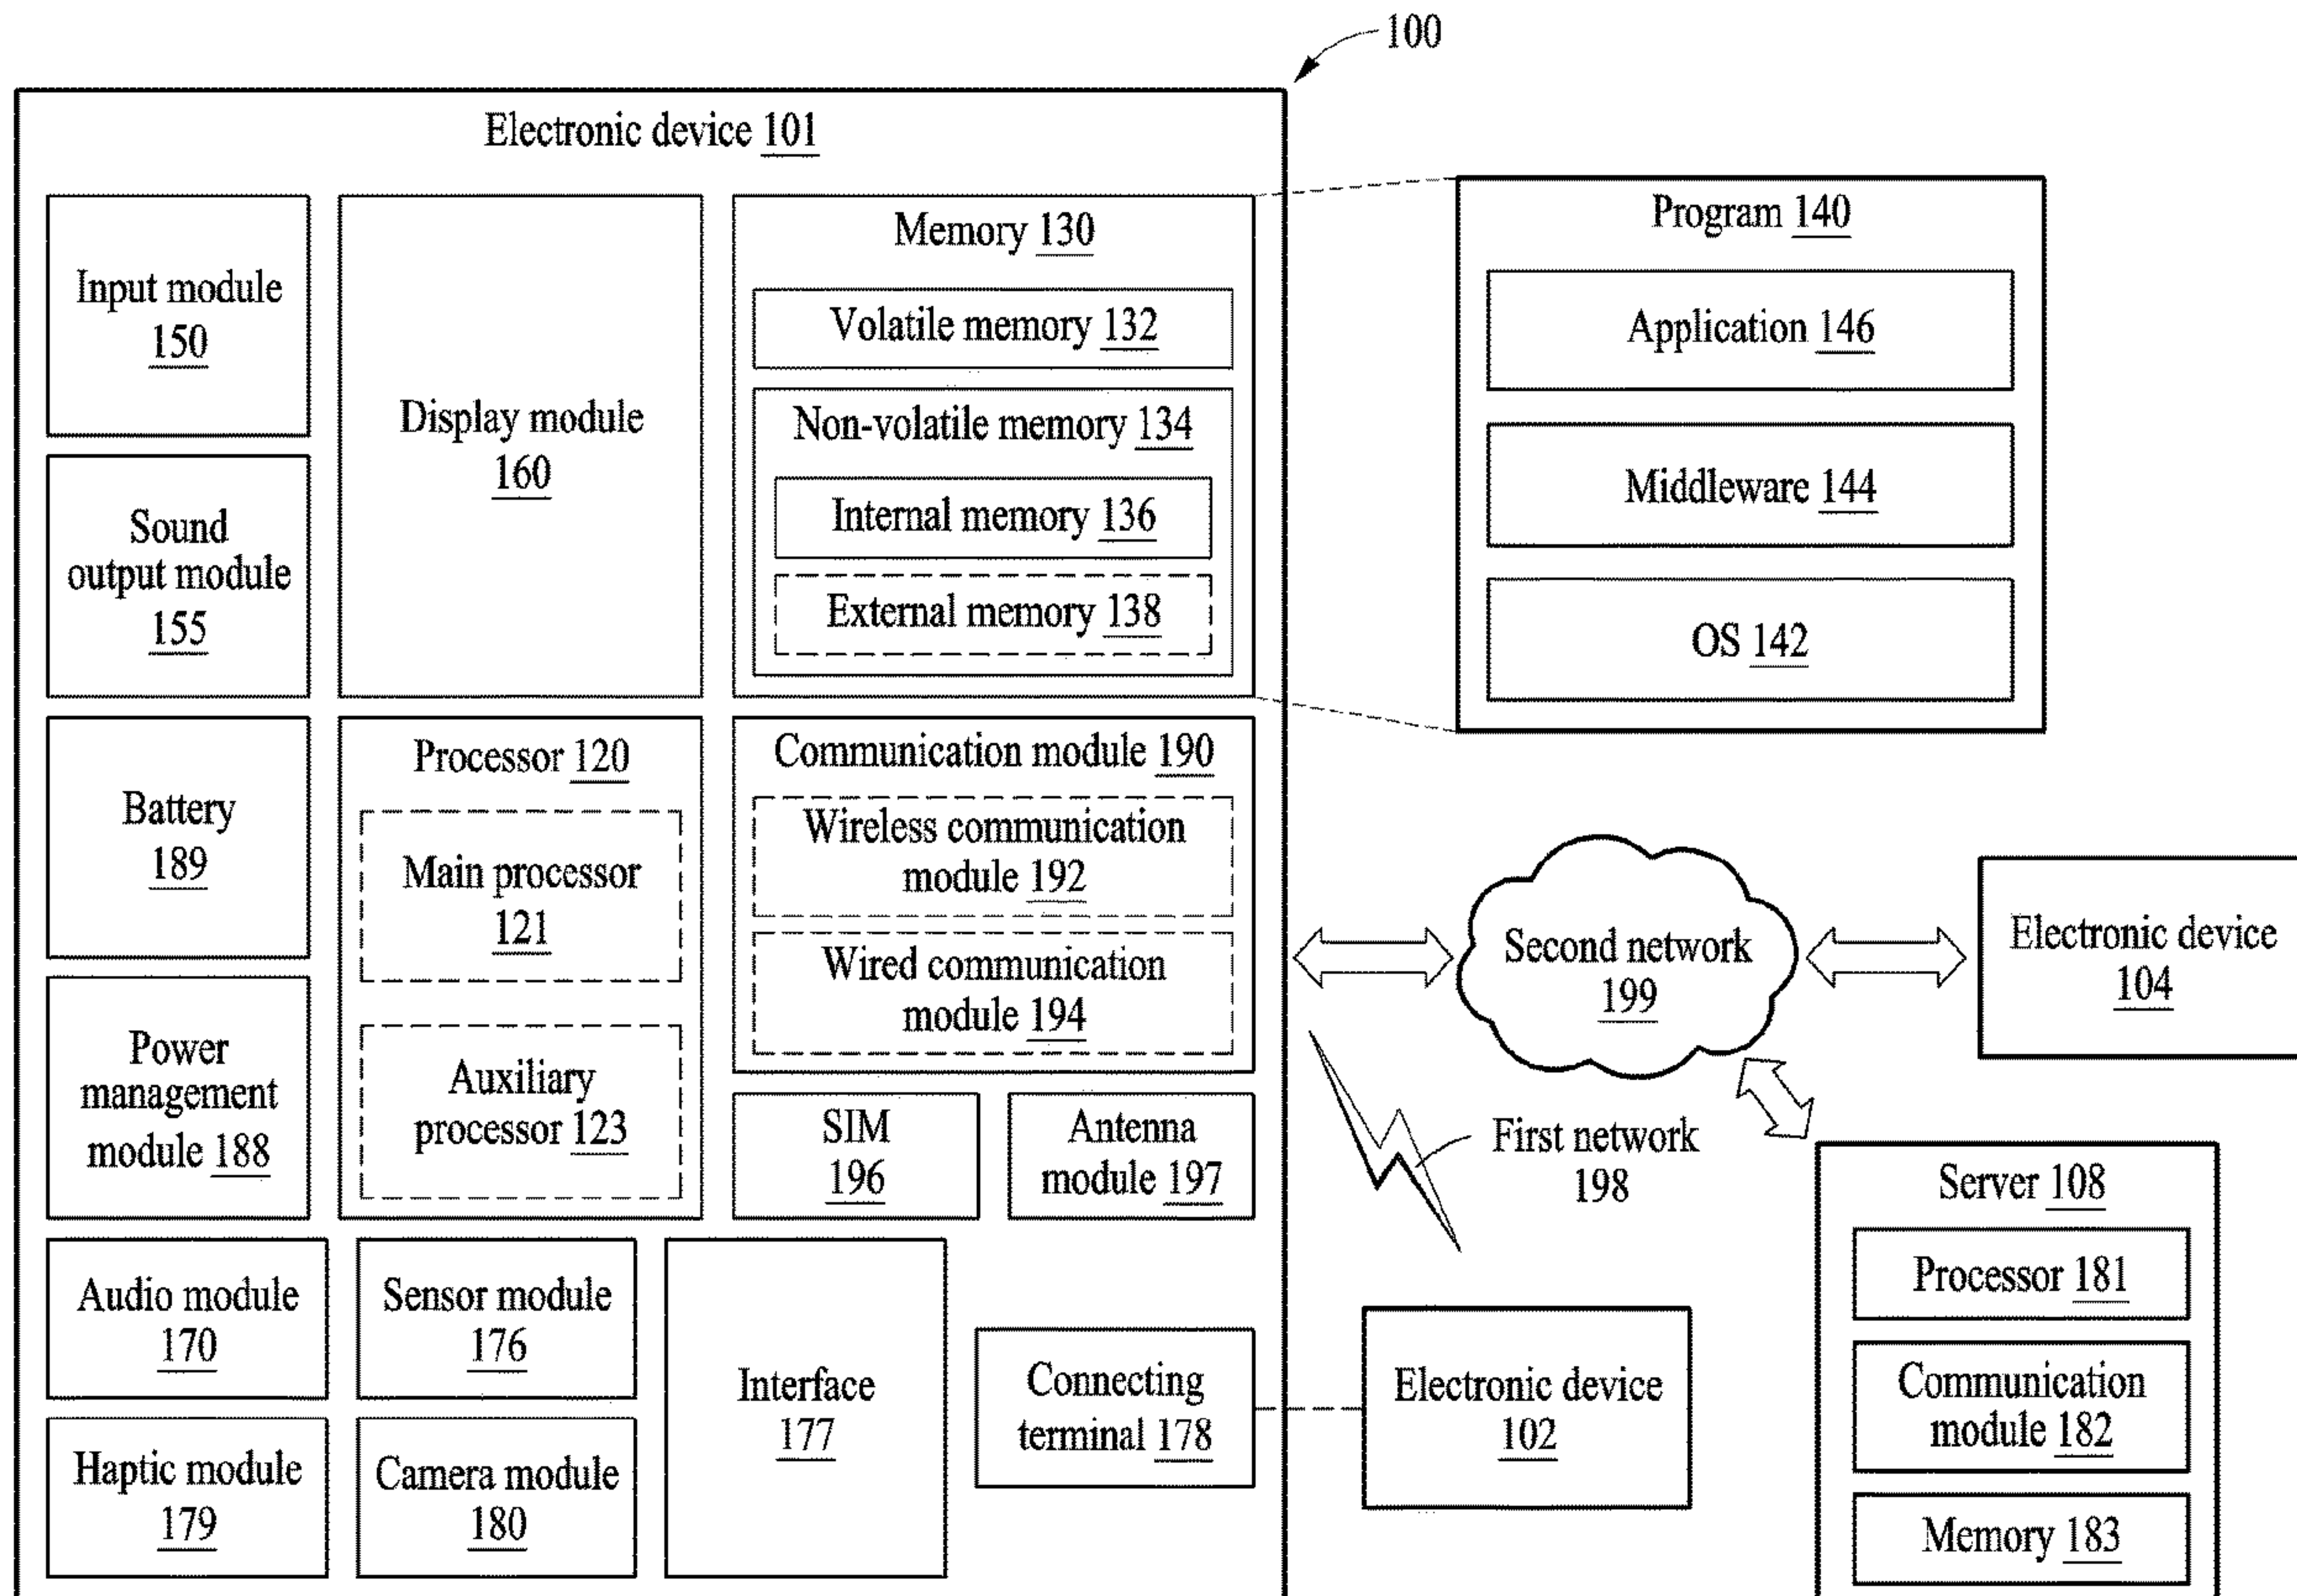 100
Electronic device 101
Input module
150
Sound
output module
155
Display module
160
Memory 130
Volatile memory 132
Non-volatile memory 134
Internal memory 136
External memory 138
Program 140
Application 146
Middleware 144
OS 142
Battery
189
Power
management
module 188
Processor 120
Main processor
121
Auxiliary
processor 123
Communication module 190
Wireless communication
module 192
Wired communication
module 194
SIM
196
Antenna
module 197
Second network
199
Electronic device
104
First network
198
Server 108
Processor 181
Communication
module 182
Memory 183
Audio module
170
Sensor module
176
Interface
177
Connecting
terminal 178
Electronic device
102
Haptic module
179
Camera module
180